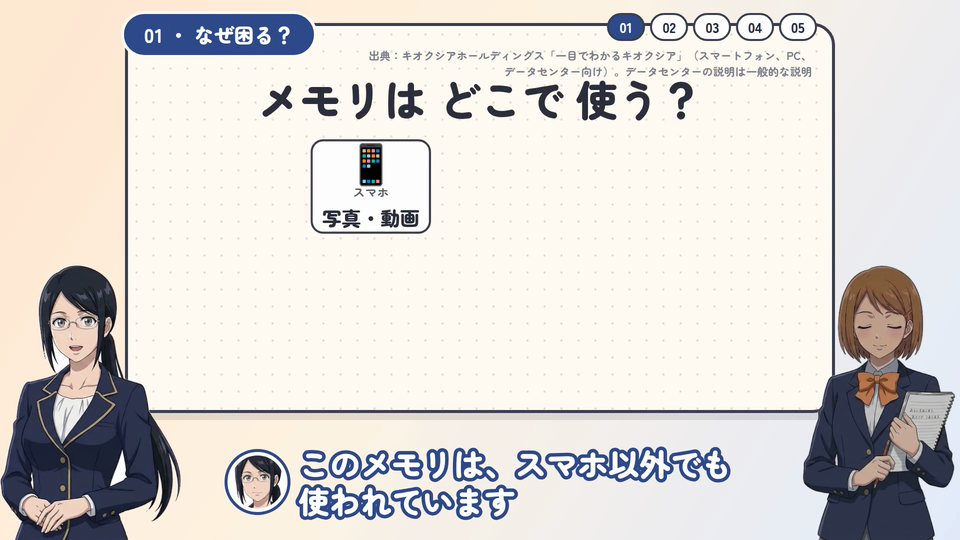 01 ・ なぜ困る？
01 02 03 04 05
出典：キオクシアホールディングス「一目でわかるキオクシア」（スマートフォン、PC、
データセンター向け）。データセンターの説明は一般的な説明
メモリは どこで 使う？
スマホ
写真・動画
このメモリは、スマホ以外でも
使われています